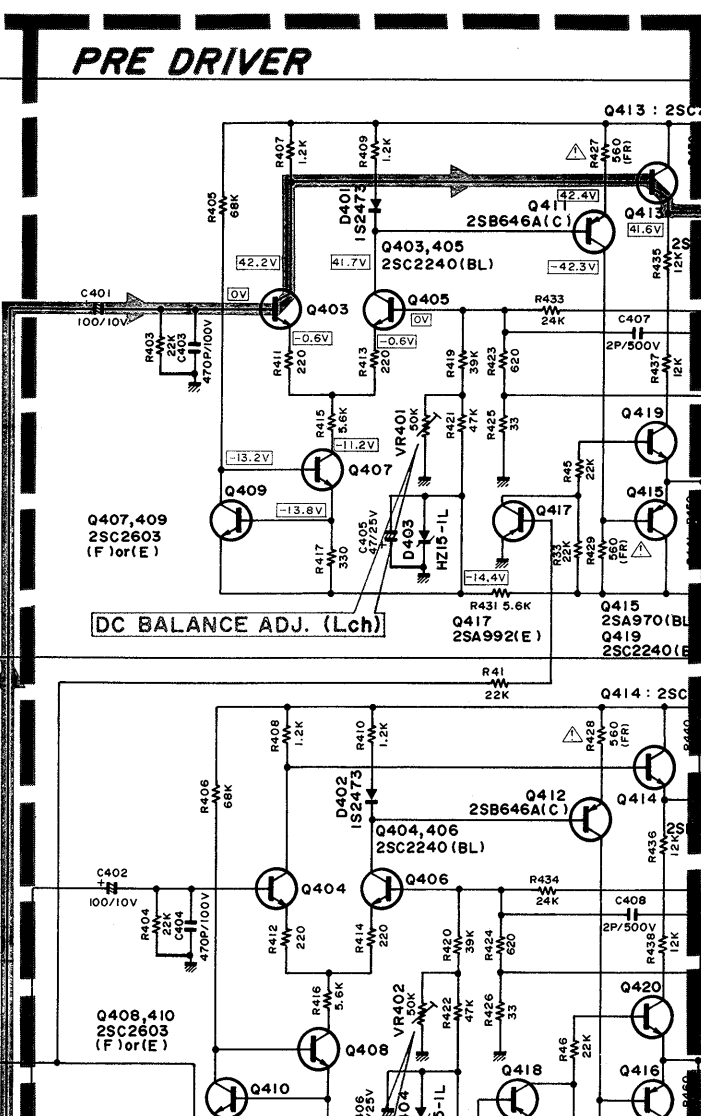 PRE DRIVER
Q413 : 2SC
R407
1.2K
R409
1.2K
R427
560
(FR)
R405
68K
D401
1S2473
Q411
2SB646A(C)
42.4V
Q413
41.6V
2S
R435
12K
Q403,405
2SC2240(BL)
42.2V
41.7V
-42.3V
C401
100/10V
0V
Q403
Q405
0V
R433
24K
C407
2P/500V
R403
22K
C403
470P/100V
-0.6V
-0.6V
R411
220
R413
220
R419
39K
R423
620
R437
12K
R415
5.6K
VR401
50K
R421
47K
R425
33
Q419
-11.2V
-13.2V
Q407
R45
22K
Q409
-13.8V
Q415
Q417
Q407,409
2SC2603
(F)or(E)
R417
330
C405
47/25V
D403
HZ15-1L
R33
22K
R429
560
(FR)
-14.4V
R431 5.6K
DC BALANCE ADJ. (Lch)
Q417
2SA992(E)
Q415
2SA970(BL
Q419
2SC2240(B
R41
22K
Q414 : 2SC
R408
1.2K
R410
1.2K
R428
560
(FR)
R440
R406
68K
D402
1S2473
Q412
2SB646A(C)
Q414
2S
R436
12K
Q404,406
2SC2240(BL)
C402
100/10V
Q404
Q406
R434
24K
C408
2P/500V
R404
22K
C404
470P/100V
R412
220
R414
220
R420
39K
R424
620
R438
12K
R416
5.6K
VR402
50K
R422
47K
R426
33
Q420
Q408,410
2SC2603
(F)or(E)
Q408
R46
22K
Q410
Q418
Q416
406
/25V
04
5-1L